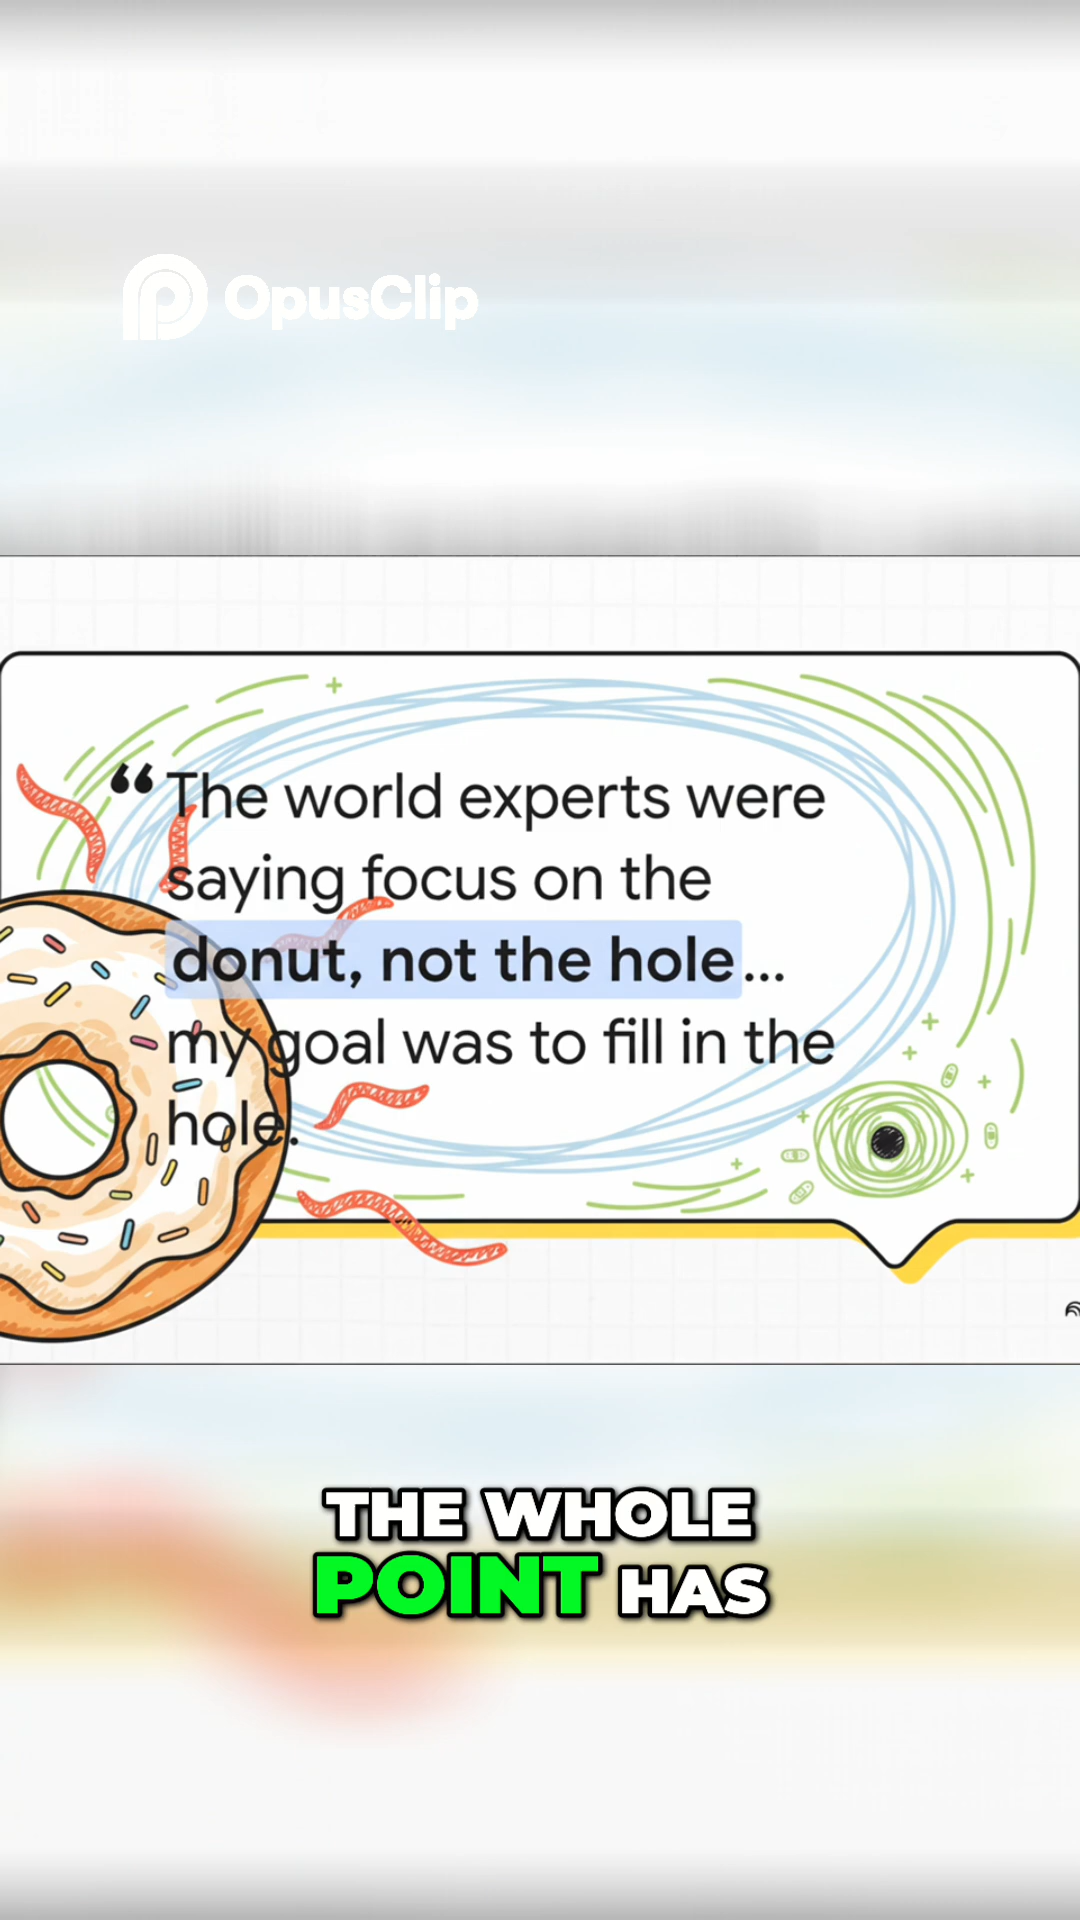 OpusClip
“The world experts were
saying focus on the
donut, not the hole...
my goal was to fill in the
hole.
THE WHOLE
POINT HAS